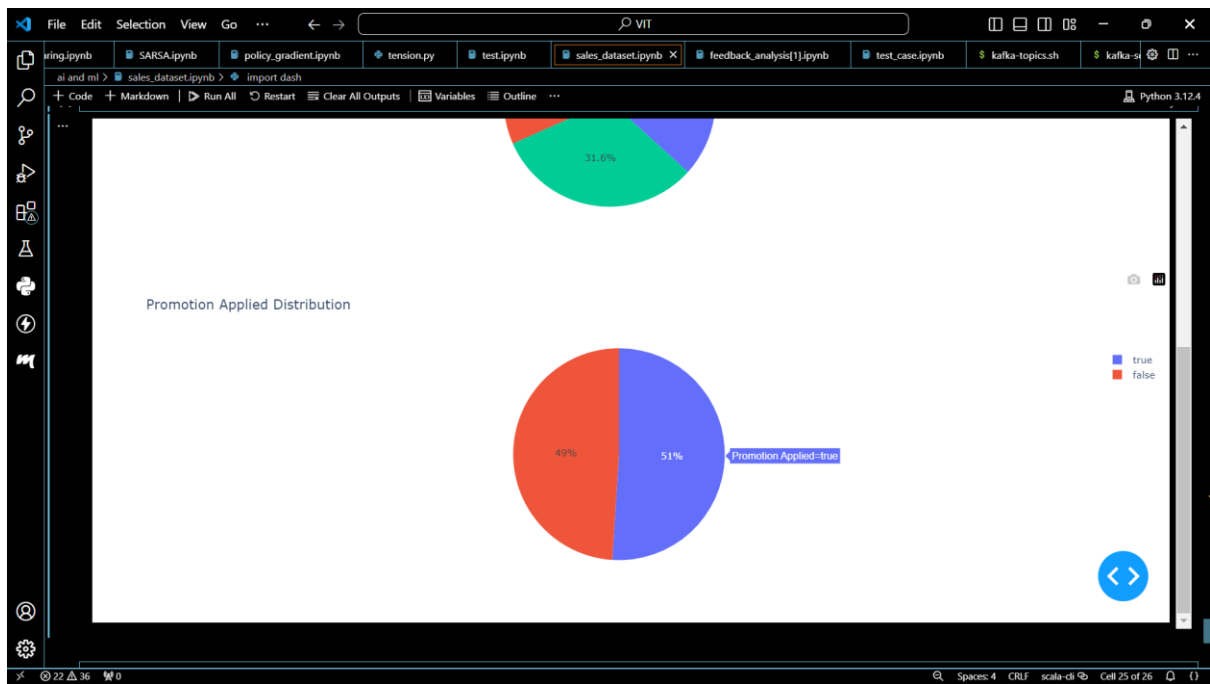 File Edit Selection View Go ··· VIT
aring.ipynb SARSA.ipynb policy_gradient.ipynb tension.py test.ipynb sales_dataset.ipynb feedback_analysis[1].ipynb test_case.ipynb $ kafka-topics.sh $ kafka-se ···
ai and ml > sales_dataset.ipynb > import dash
+ Code + Markdown Run All Restart Clear All Outputs Variables Outline ··· Python 3.12.4
...
31.6%
Promotion Applied Distribution
true
false
49%
51%
Promotion Applied=true
22 36 0 Spaces: 4 CRLF scala-cli Cell 25 of 26 {}